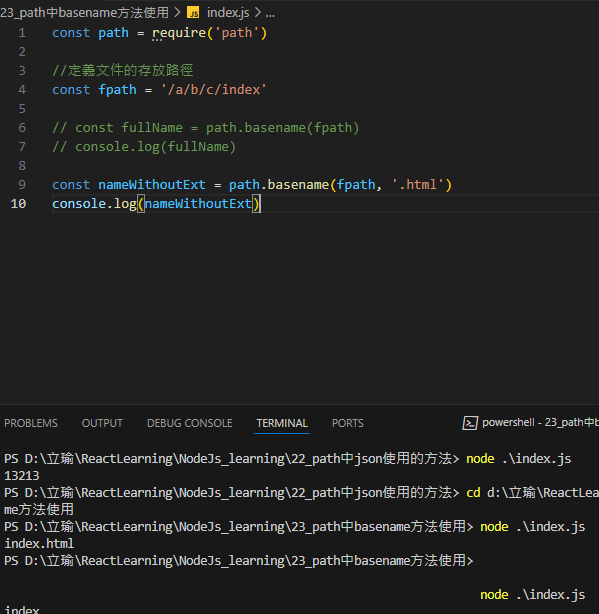 23_path中basename方法使用 > JS index.js > ...
1 const path = require('path')
2
3 //定義文件的存放路徑
4 const fpath = '/a/b/c/index'
5
6 // const fullName = path.basename(fpath)
7 // console.log(fullName)
8
9 const nameWithoutExt = path.basename(fpath, '.html')
10 console.log(nameWithoutExt)
PROBLEMS OUTPUT DEBUG CONSOLE TERMINAL PORTS powershell - 23_path中b
PS D:\立瑜\ReactLearning\NodeJs_learning\22_path中json使用的方法> node .\index.js
13213
PS D:\立瑜\ReactLearning\NodeJs_learning\22_path中json使用的方法> cd d:\立瑜\ReactLea
me方法使用
PS D:\立瑜\ReactLearning\NodeJs_learning\23_path中basename方法使用> node .\index.js
index.html
PS D:\立瑜\ReactLearning\NodeJs_learning\23_path中basename方法使用>
node .\index.js
index